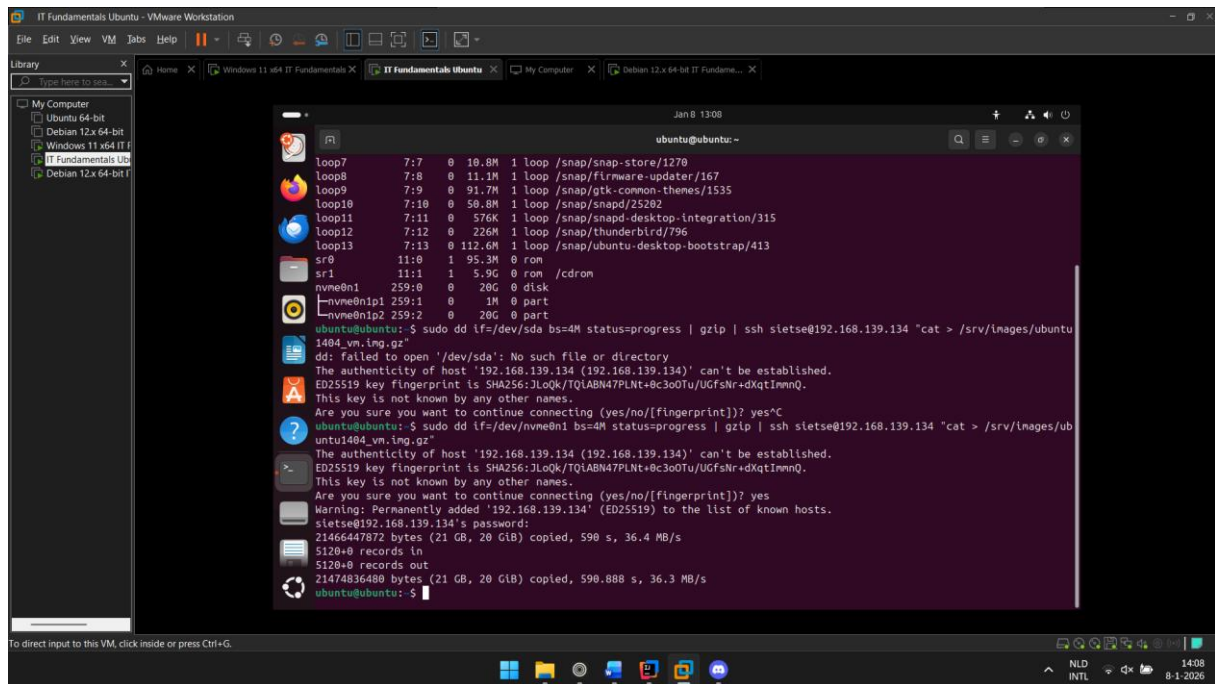 IT Fundamentals Ubuntu - VMware Workstation
File Edit View VM Tabs Help
Library X
Type here to sea...
Home X Windows 11 x64 IT Fundamentals X IT Fundamentals Ubuntu X My Computer X Debian 12.x 64-bit IT Fundame... X
My Computer
Ubuntu 64-bit
Debian 12.x 64-bit
Windows 11 x64 IT F
IT Fundamentals Ub
Debian 12.x 64-bit I
Jan 8 13:08
ubuntu@ubuntu: ~
loop7 7:7 0 10.8M 1 loop /snap/snap-store/1270
loop8 7:8 0 11.1M 1 loop /snap/firmware-updater/167
loop9 7:9 0 91.7M 1 loop /snap/gtk-common-themes/1535
loop10 7:10 0 50.8M 1 loop /snap/snapd/25202
loop11 7:11 0 576K 1 loop /snap/snapd-desktop-integration/315
loop12 7:12 0 226M 1 loop /snap/thunderbird/796
loop13 7:13 0 112.6M 1 loop /snap/ubuntu-desktop-bootstrap/413
sr0 11:0 1 95.3M 0 rom
sr1 11:1 1 5.9G 0 rom /cdrom
nvme0n1 259:0 0 20G 0 disk
├─nvme0n1p1 259:1 0 1M 0 part
└─nvme0n1p2 259:2 0 20G 0 part
ubuntu@ubuntu:~$ sudo dd if=/dev/sda bs=4M status=progress | gzip | ssh sietse@192.168.139.134 "cat > /srv/images/ubuntu
1404_vm.img.gz"
dd: failed to open '/dev/sda': No such file or directory
The authenticity of host '192.168.139.134 (192.168.139.134)' can't be established.
ED25519 key fingerprint is SHA256:JLoQk/TQiABN47PLNt+0c3oOTu/UGfsNr+dXqtImmnQ.
This key is not known by any other names.
Are you sure you want to continue connecting (yes/no/[fingerprint])? yes^C
ubuntu@ubuntu:~$ sudo dd if=/dev/nvme0n1 bs=4M status=progress | gzip | ssh sietse@192.168.139.134 "cat > /srv/images/ub
untu1404_vm.img.gz"
The authenticity of host '192.168.139.134 (192.168.139.134)' can't be established.
ED25519 key fingerprint is SHA256:JLoQk/TQiABN47PLNt+0c3oOTu/UGfsNr+dXqtImmnQ.
This key is not known by any other names.
Are you sure you want to continue connecting (yes/no/[fingerprint])? yes
Warning: Permanently added '192.168.139.134' (ED25519) to the list of known hosts.
sietse@192.168.139.134's password:
21466447872 bytes (21 GB, 20 GiB) copied, 590 s, 36.4 MB/s
5120+0 records in
5120+0 records out
21474836480 bytes (21 GB, 20 GiB) copied, 590.888 s, 36.3 MB/s
ubuntu@ubuntu:~$
To direct input to this VM, click inside or press Ctrl+G.
NLD
INTL
14:08
8-1-2026